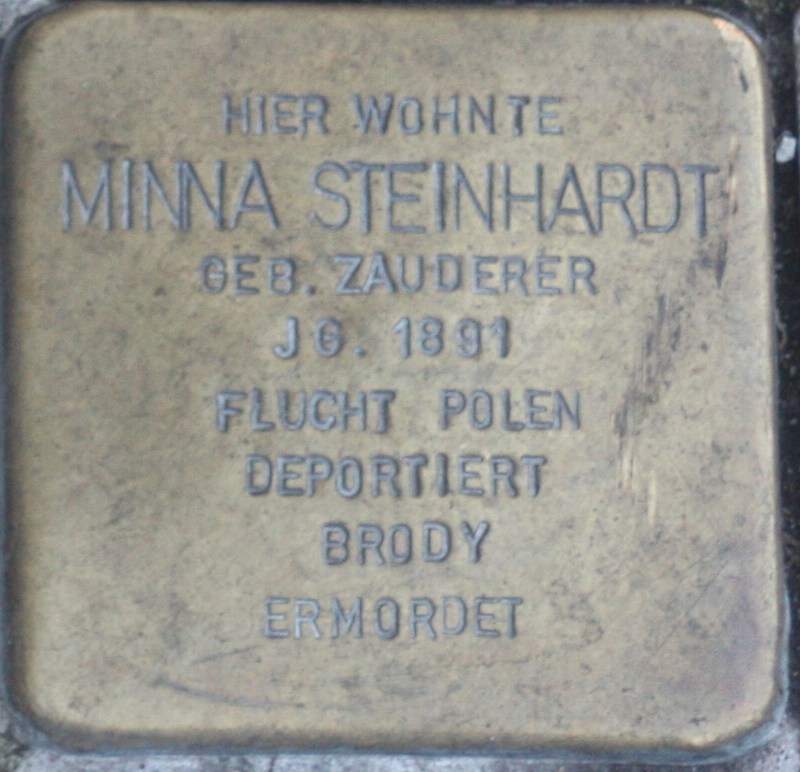 HIER WOHNTE
MINNA STEINHARDT
GEB. ZAUDERER
JG. 1891
FLUCHT POLEN
DEPORTIERT
BRODY
ERMORDET